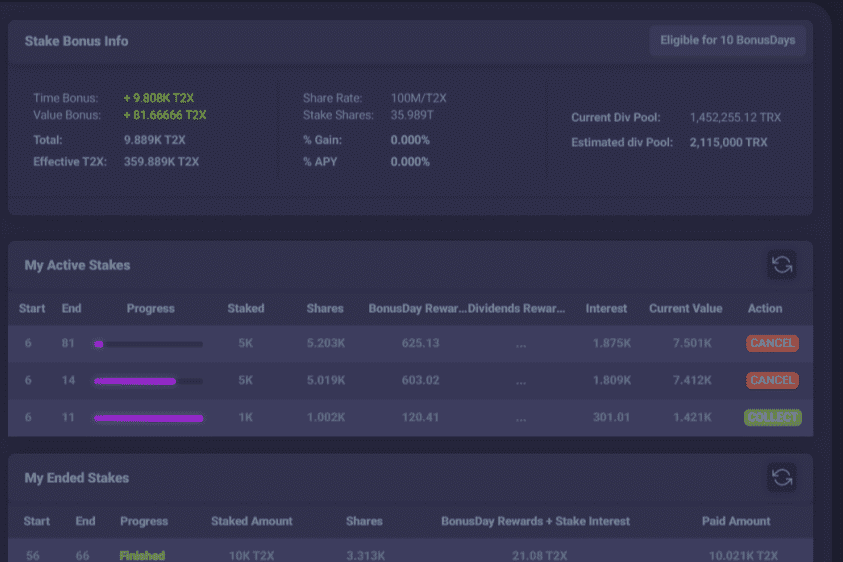 Stake Bonus Info Eligible for 10 BonusDays
Time Bonus: + 9.808K T2X Share Rate: 100M/T2X
Value Bonus: + 81.66666 T2X Stake Shares: 35.989T
Current Div Pool: 1,452,255.12 TRX
Total: 9.889K T2X % Gain: 0.000%
Estimated div Pool: 2,115,000 TRX
Effective T2X: 359.889K T2X % APY 0.000%
My Active Stakes
Start End Progress Staked Shares BonusDay Rewar... Dividends Rewar... Interest Current Value Action
6 81 5K 5.203K 625.13 ... 1.875K 7.501K CANCEL
6 14 5K 5.019K 603.02 ... 1.809K 7.412K CANCEL
6 11 1K 1.002K 120.41 ... 301.01 1.421K COLLECT
My Ended Stakes
Start End Progress Staked Amount Shares BonusDay Rewards + Stake Interest Paid Amount
56 66 Finished 10K T2X 3.313K 21.08 T2X 10.021K T2X